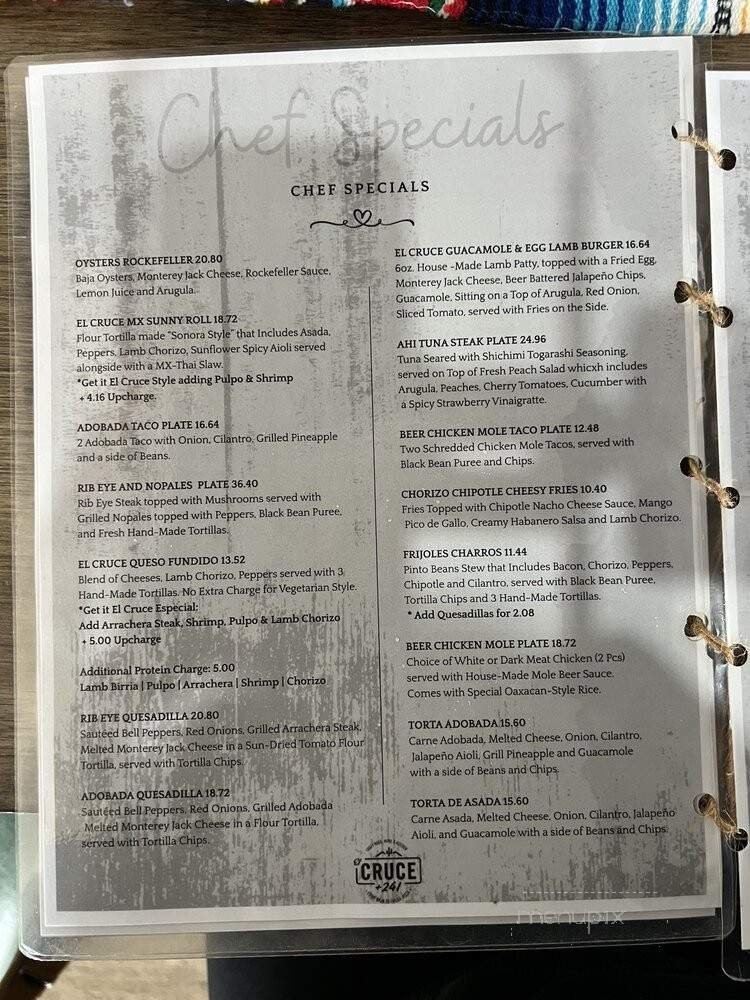 Chef Specials
CHEF SPECIALS
OYSTERS ROCKEFELLER 20.80
Baja Oysters, Monterey Jack Cheese, Rockefeller Sauce,
Lemon Juice and Arugula.
EL CRUCE MX SUNNY ROLL 18.72
Flour Tortilla made "Sonora Style" that Includes Asada,
Peppers, Lamb Chorizo, Sunflower Spicy Aioli served
alongside with a MX-Thai Slaw.
*Get it El Cruce Style adding Pulpo & Shrimp
+ 4.16 Upcharge.
ADOBADA TACO PLATE 16.64
2 Adobada Taco with Onion, Cilantro, Grilled Pineapple
and a side of Beans.
RIB EYE AND NOPALES PLATE 36.40
Rib Eye Steak topped with Mushrooms served with
Grilled Nopales topped with Peppers, Black Bean Puree,
and Fresh Hand-Made Tortillas.
EL CRUCE QUESO FUNDIDO 13.52
Blend of Cheeses, Lamb Chorizo, Peppers served with 3
Hand-Made Tortillas. No Extra Charge for Vegetarian Style.
*Get it El Cruce Especial:
Add Arrachera Steak, Shrimp, Pulpo & Lamb Chorizo
+ 5.00 Upcharge
Additional Protein Charge: 5.00
Lamb Birria | Pulpo | Arrachera | Shrimp | Chorizo
RIB EYE QUESADILLA 20.80
Sautéed Bell Peppers, Red Onions, Grilled Arrachera Steak,
Melted Monterey Jack Cheese in a Sun-Dried Tomato Flour
Tortilla, served with Tortilla Chips.
ADOBADA QUESADILLA 18.72
Sautéed Bell Peppers, Red Onions, Grilled Adobada
Melted Monterey Jack Cheese in a Flour Tortilla,
served with Tortilla Chips.
EL CRUCE GUACAMOLE & EGG LAMB BURGER 16.64
6oz. House -Made Lamb Patty, topped with a Fried Egg,
Monterey Jack Cheese, Beer Battered Jalapeño Chips,
Guacamole, Sitting on a Top of Arugula, Red Onion,
Sliced Tomato, served with Fries on the Side.
AHI TUNA STEAK PLATE 24.96
Tuna Seared with Shichimi Togarashi Seasoning,
served on Top of Fresh Peach Salad whicxh includes
Arugula, Peaches, Cherry Tomatoes, Cucumber with
a Spicy Strawberry Vinaigratte.
BEER CHICKEN MOLE TACO PLATE 12.48
Two Schredded Chicken Mole Tacos, served with
Black Bean Puree and Chips.
CHORIZO CHIPOTLE CHEESY FRIES 10.40
Fries Topped with Chipotle Nacho Cheese Sauce, Mango
Pico de Gallo, Creamy Habanero Salsa and Lamb Chorizo.
FRIJOLES CHARROS 11.44
Pinto Beans Stew that Includes Bacon, Chorizo, Peppers,
Chipotle and Cilantro, served with Black Bean Puree,
Tortilla Chips and 3 Hand-Made Tortillas.
* Add Quesadillas for 2.08
BEER CHICKEN MOLE PLATE 18.72
Choice of White or Dark Meat Chicken (2 Pcs)
served with House-Made Mole Beer Sauce.
Comes with Special Oaxacan-Style Rice.
TORTA ADOBADA 15.60
Carne Adobada, Melted Cheese, Onion, Cilantro,
Jalapeño Aioli, Grill Pineapple and Guacamole
with a side of Beans and Chips.
TORTA DE ASADA 15.60
Carne Asada, Melted Cheese, Onion, Cilantro, Jalapeño
Aioli, and Guacamole with a side of Beans and Chips.
El
CRUCE
+241
menupix